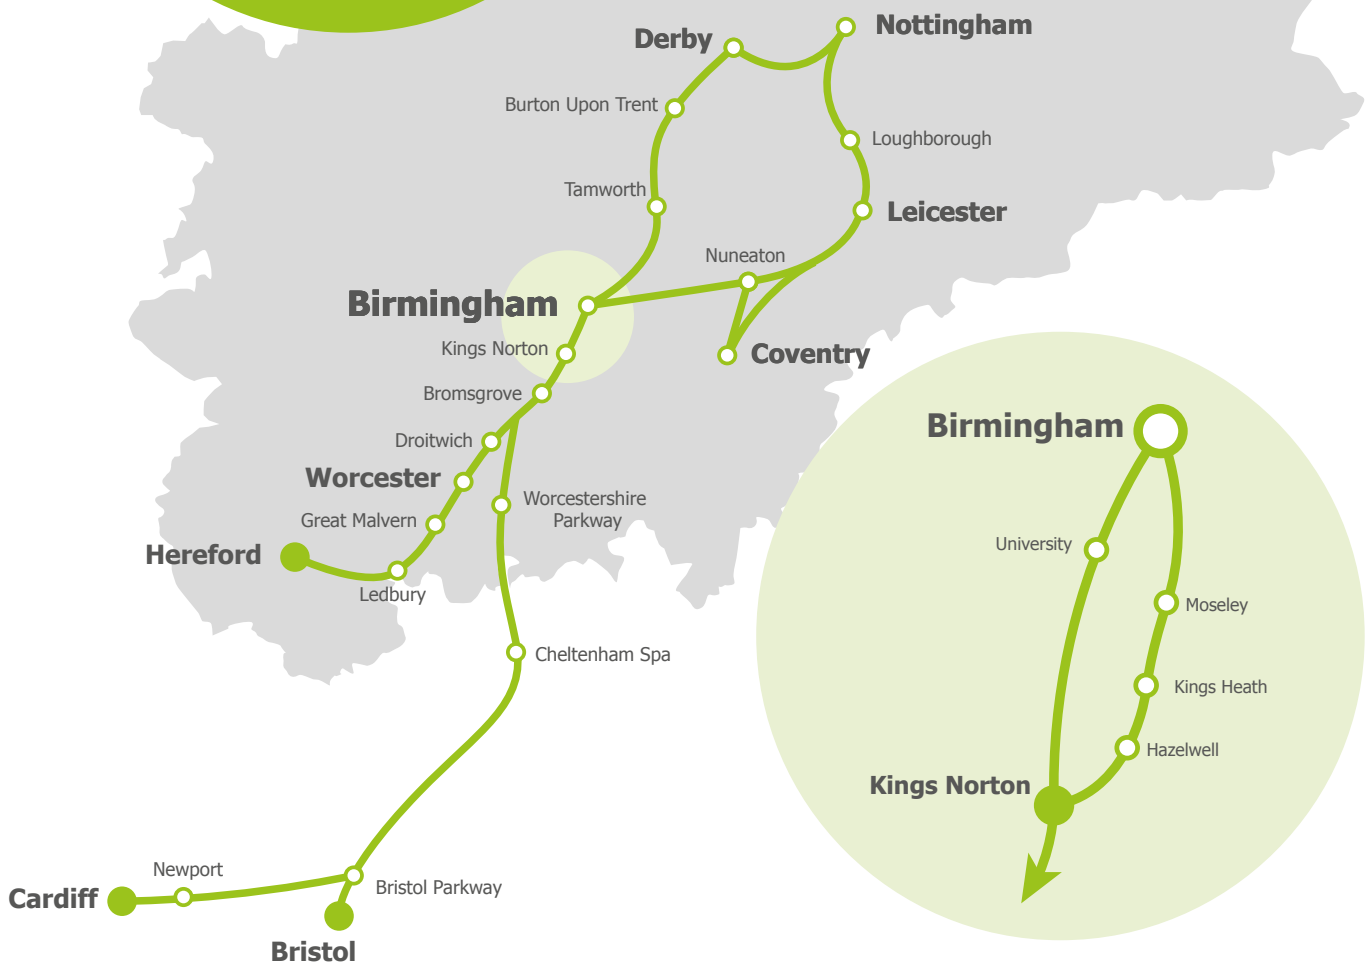 Nottingham
Derby
Burton Upon Trent
Loughborough
Tamworth
Leicester
Nuneaton
Birmingham
Kings Norton
Coventry
Bromsgrove
Droitwich
Worcester
Great Malvern
Worcestershire
Parkway
Hereford
Ledbury
Cheltenham Spa
Newport
Bristol Parkway
Cardiff
Bristol
Birmingham
University
Moseley
Kings Heath
Hazelwell
Kings Norton